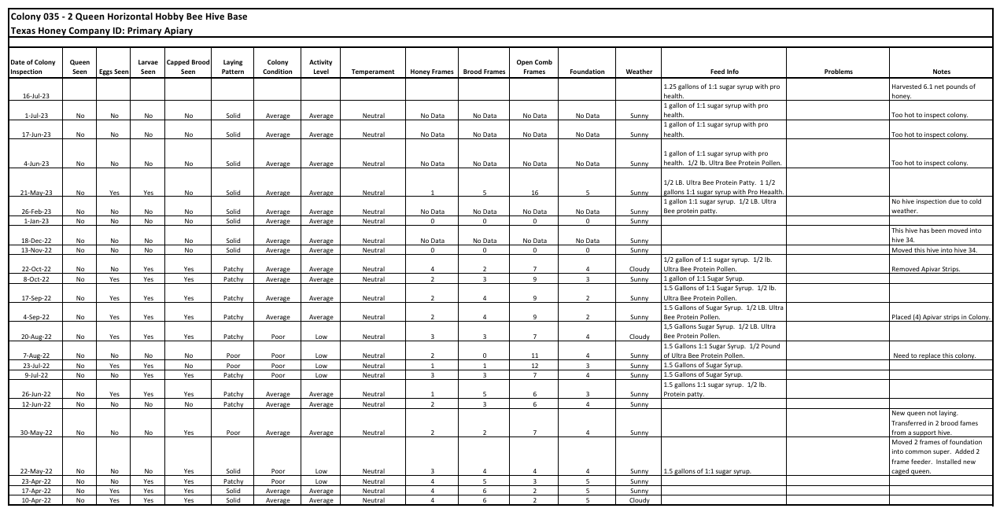 Colony 035 - 2 Queen Horizontal Hobby Bee Hive Base
Texas Honey Company ID: Primary Apiary
Date of Colony Inspection | Queen Seen | Eggs Seen | Larvae Seen | Capped Brood Seen | Laying Pattern | Colony Condition | Activity Level | Temperament | Honey Frames | Brood Frames | Open Comb Frames | Foundation | Weather | Feed Info | Problems | Notes
16-Jul-23 | 1.25 gallons of 1:1 sugar syrup with pro health. | Harvested 6.1 net pounds of honey.
1-Jul-23 | No | No | No | No | Solid | Average | Average | Neutral | No Data | No Data | No Data | No Data | Sunny | 1 gallon of 1:1 sugar syrup with pro health. | Too hot to inspect colony.
17-Jun-23 | No | No | No | No | Solid | Average | Average | Neutral | No Data | No Data | No Data | No Data | Sunny | 1 gallon of 1:1 sugar syrup with pro health. | Too hot to inspect colony.
4-Jun-23 | No | No | No | No | Solid | Average | Average | Neutral | No Data | No Data | No Data | No Data | Sunny | 1 gallon of 1:1 sugar syrup with pro health. 1/2 lb. Ultra Bee Protein Pollen. | Too hot to inspect colony.
21-May-23 | No | Yes | Yes | No | Solid | Average | Average | Neutral | 1 | 5 | 16 | 5 | Sunny | 1/2 LB. Ultra Bee Protein Patty. 1 1/2 gallons 1:1 sugar syrup with Pro Heaalth.
26-Feb-23 | No | No | No | No | Solid | Average | Average | Neutral | No Data | No Data | No Data | No Data | Sunny | 1 gallon 1:1 sugar syrup. 1/2 LB. Ultra Bee protein patty. | No hive inspection due to cold weather.
1-Jan-23 | No | No | No | No | Solid | Average | Average | Neutral | 0 | 0 | 0 | 0 | Sunny
18-Dec-22 | No | No | No | No | Solid | Average | Average | Neutral | No Data | No Data | No Data | No Data | Sunny | This hive has been moved into hive 34.
13-Nov-22 | No | No | No | No | Solid | Average | Average | Neutral | 0 | 0 | 0 | 0 | Sunny | Moved this hive into hive 34.
22-Oct-22 | No | No | Yes | Yes | Patchy | Average | Average | Neutral | 4 | 2 | 7 | 4 | Cloudy | 1/2 gallon of 1:1 sugar syrup. 1/2 lb. Ultra Bee Protein Pollen. | Removed Apivar Strips.
8-Oct-22 | No | Yes | Yes | Yes | Patchy | Average | Average | Neutral | 2 | 3 | 9 | 3 | Sunny | 1 gallon of 1:1 Sugar Syrup.
17-Sep-22 | No | Yes | Yes | Yes | Patchy | Average | Average | Neutral | 2 | 4 | 9 | 2 | Sunny | 1.5 Gallons of 1:1 Sugar Syrup. 1/2 lb. Ultra Bee Protein Pollen.
4-Sep-22 | No | Yes | Yes | Yes | Patchy | Average | Average | Neutral | 2 | 4 | 9 | 2 | Sunny | 1.5 Gallons of Sugar Syrup. 1/2 LB. Ultra Bee Protein Pollen. | Placed (4) Apivar strips in Colony.
20-Aug-22 | No | Yes | Yes | Yes | Patchy | Poor | Low | Neutral | 3 | 3 | 7 | 4 | Cloudy | 1,5 Gallons Sugar Syrup. 1/2 LB. Ultra Bee Protein Pollen.
7-Aug-22 | No | No | No | No | Poor | Poor | Low | Neutral | 2 | 0 | 11 | 4 | Sunny | 1.5 Gallons 1:1 Sugar Syrup. 1/2 Pound of Ultra Bee Protein Pollen. | Need to replace this colony.
23-Jul-22 | No | Yes | Yes | No | Poor | Poor | Low | Neutral | 1 | 1 | 12 | 3 | Sunny | 1.5 Gallons of Sugar Syrup.
9-Jul-22 | No | No | Yes | Yes | Patchy | Poor | Low | Neutral | 3 | 3 | 7 | 4 | Sunny | 1.5 Gallons of Sugar Syrup.
26-Jun-22 | No | Yes | Yes | Yes | Patchy | Average | Average | Neutral | 1 | 5 | 6 | 3 | Sunny | 1.5 gallons 1:1 sugar syrup. 1/2 lb. Protein patty.
12-Jun-22 | No | No | No | No | Patchy | Average | Average | Neutral | 2 | 3 | 6 | 4 | Sunny
30-May-22 | No | No | No | Yes | Poor | Average | Average | Neutral | 2 | 2 | 7 | 4 | Sunny | New queen not laying. Transferred in 2 brood fames from a support hive.
22-May-22 | No | No | No | Yes | Solid | Poor | Low | Neutral | 3 | 4 | 4 | 4 | Sunny | 1.5 gallons of 1:1 sugar syrup. | Moved 2 frames of foundation into common super. Added 2 frame feeder. Installed new caged queen.
23-Apr-22 | No | No | Yes | Yes | Patchy | Poor | Low | Neutral | 4 | 5 | 3 | 5 | Sunny
17-Apr-22 | No | Yes | Yes | Yes | Solid | Average | Average | Neutral | 4 | 6 | 2 | 5 | Sunny
10-Apr-22 | No | Yes | Yes | Yes | Solid | Average | Average | Neutral | 4 | 6 | 2 | 5 | Cloudy